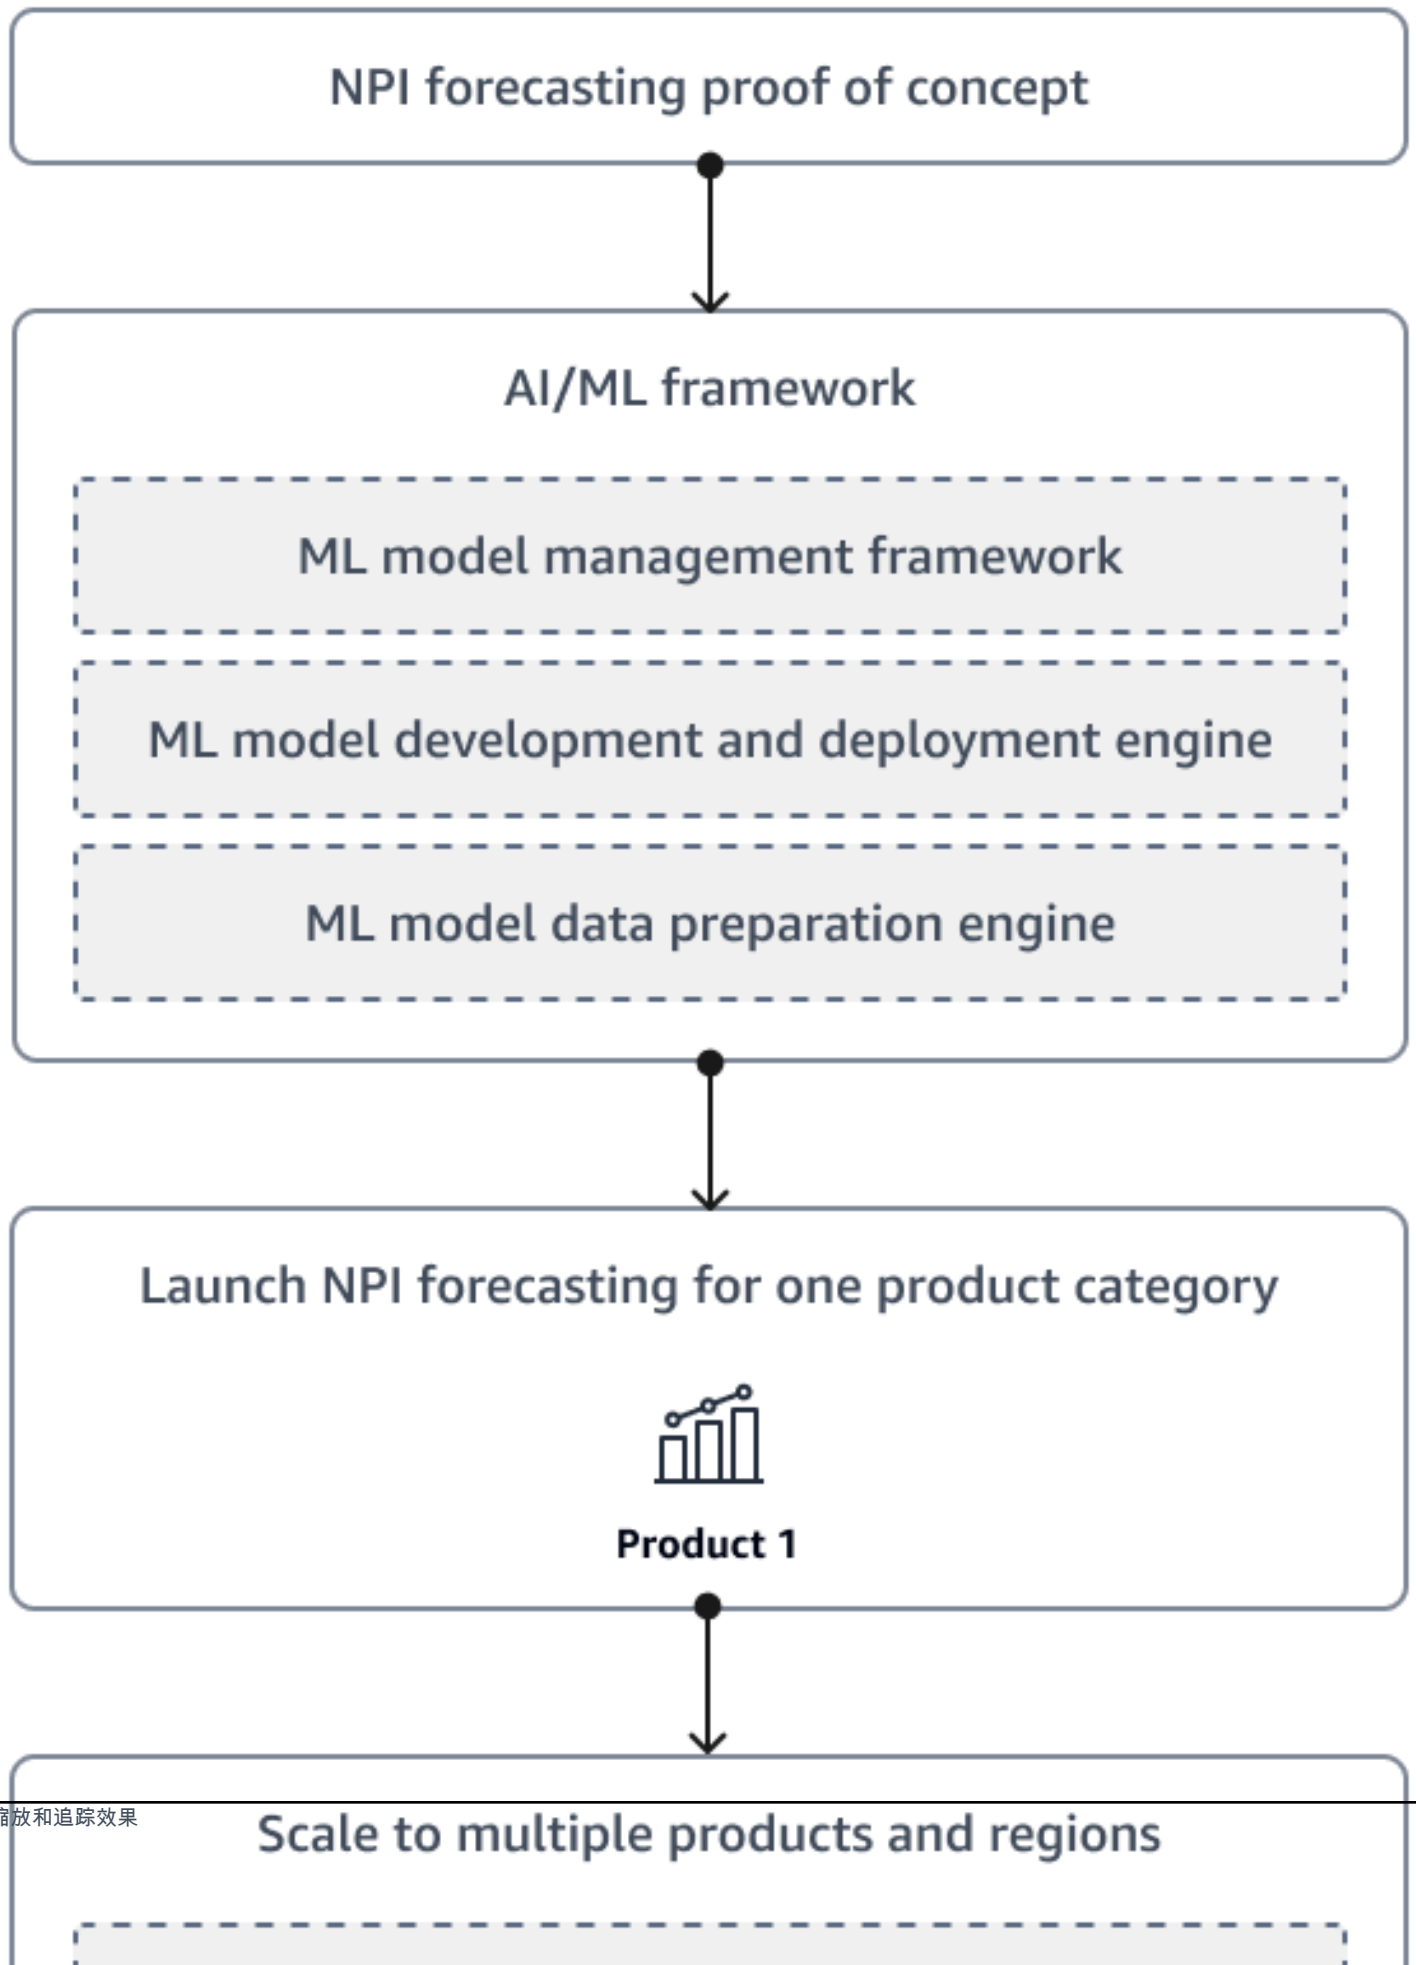 NPI forecasting proof of concept
AI/ML framework
ML model management framework
ML model development and deployment engine
ML model data preparation engine
Launch NPI forecasting for one product category
Product 1
缩放和追踪效果
Scale to multiple products and regions